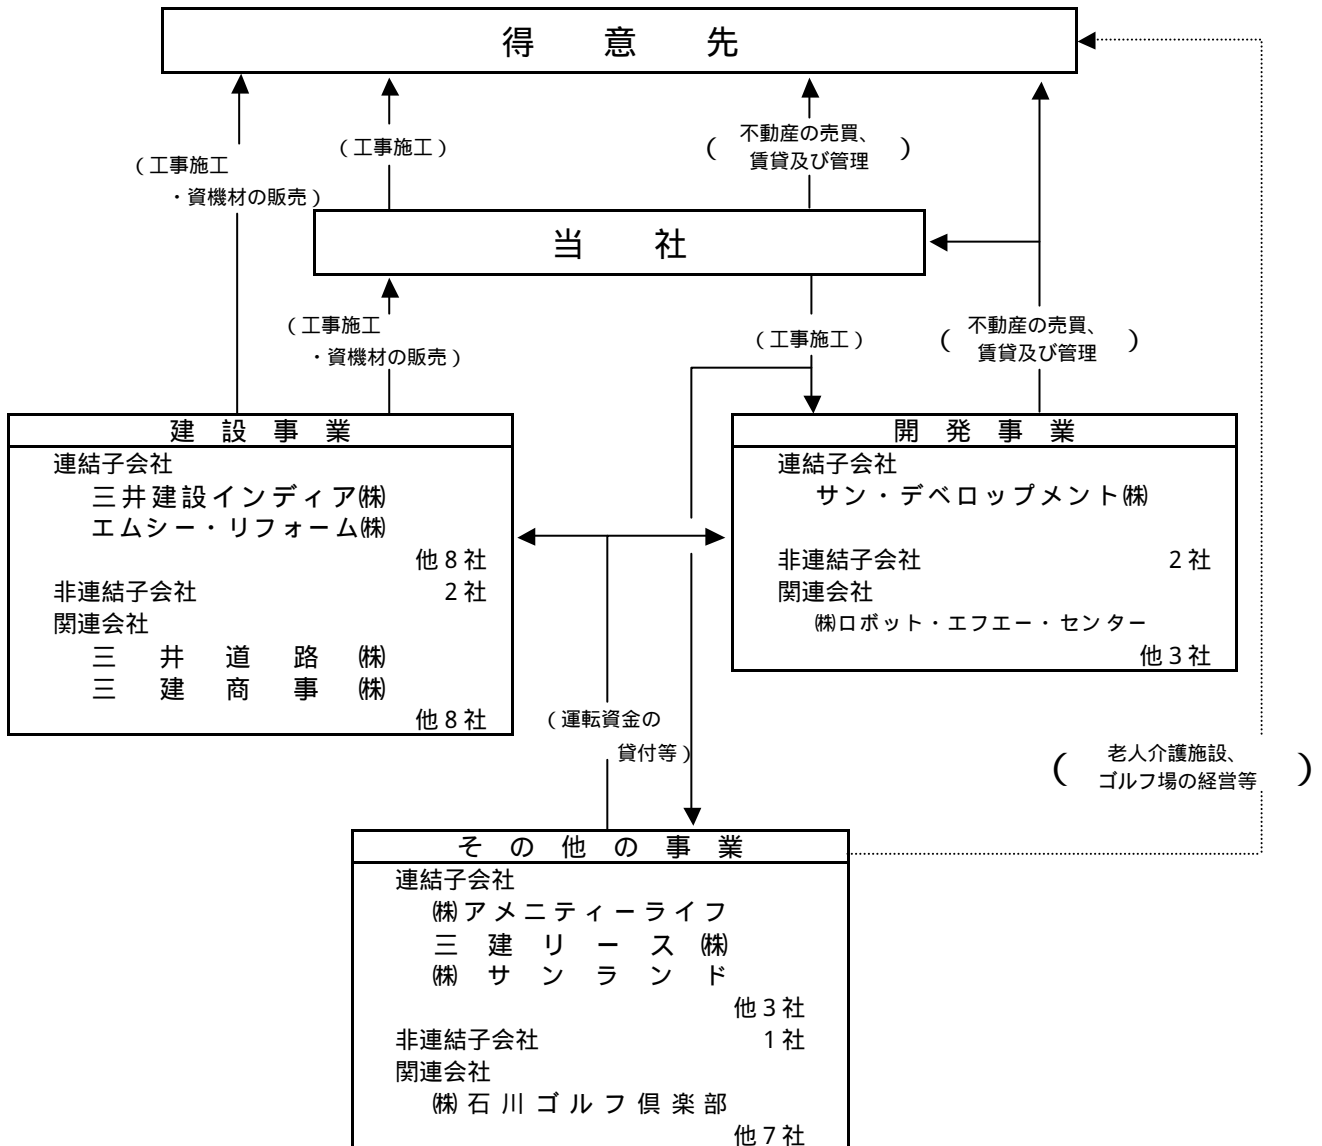 得意先
(工事施工
・資機材の販売)
(工事施工)
(不動産の売買、
賃貸及び管理)
当社
(工事施工
・資機材の販売)
(工事施工)
(不動産の売買、
賃貸及び管理)
建設事業
連結子会社
三井建設インディア㈱
エムシー・リフォーム㈱
他8社
非連結子会社 2社
関連会社
三井道路㈱
三建商事㈱
他8社
開発事業
連結子会社
サン・デベロップメント㈱
非連結子会社 2社
関連会社
㈱ロボット・エフエー・センター
他3社
(運転資金の
貸付等)
(老人介護施設、
ゴルフ場の経営等)
その他の事業
連結子会社
㈱アメニティーライフ
三建リース㈱
㈱サンランド
他3社
非連結子会社 1社
関連会社
㈱石川ゴルフ倶楽部
他7社